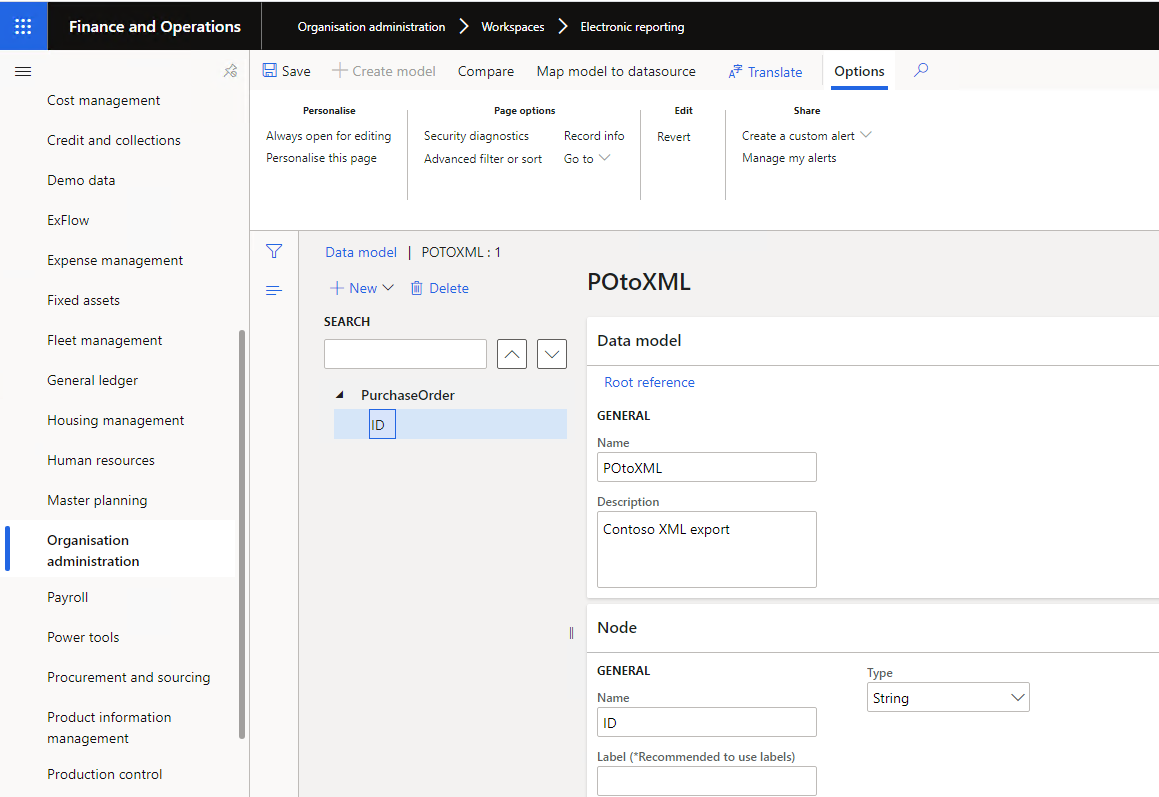 Finance and Operations
Organisation administration > Workspaces > Electronic reporting
Save
Create model
Compare
Map model to datasource
Translate
Options
Personalise
Always open for editing
Personalise this page
Page options
Security diagnostics
Record info
Advanced filter or sort
Go to
Edit
Revert
Share
Create a custom alert
Manage my alerts
Cost management
Credit and collections
Demo data
ExFlow
Expense management
Fixed assets
Fleet management
General ledger
Housing management
Human resources
Master planning
Organisation
administration
Payroll
Power tools
Procurement and sourcing
Product information
management
Production control
Data model | POTOXML : 1
New
Delete
SEARCH
PurchaseOrder
ID
POtoXML
Data model
Root reference
GENERAL
Name
POtoXML
Description
Contoso XML export
Node
GENERAL
Name
ID
Label (*Recommended to use labels)
Type
String